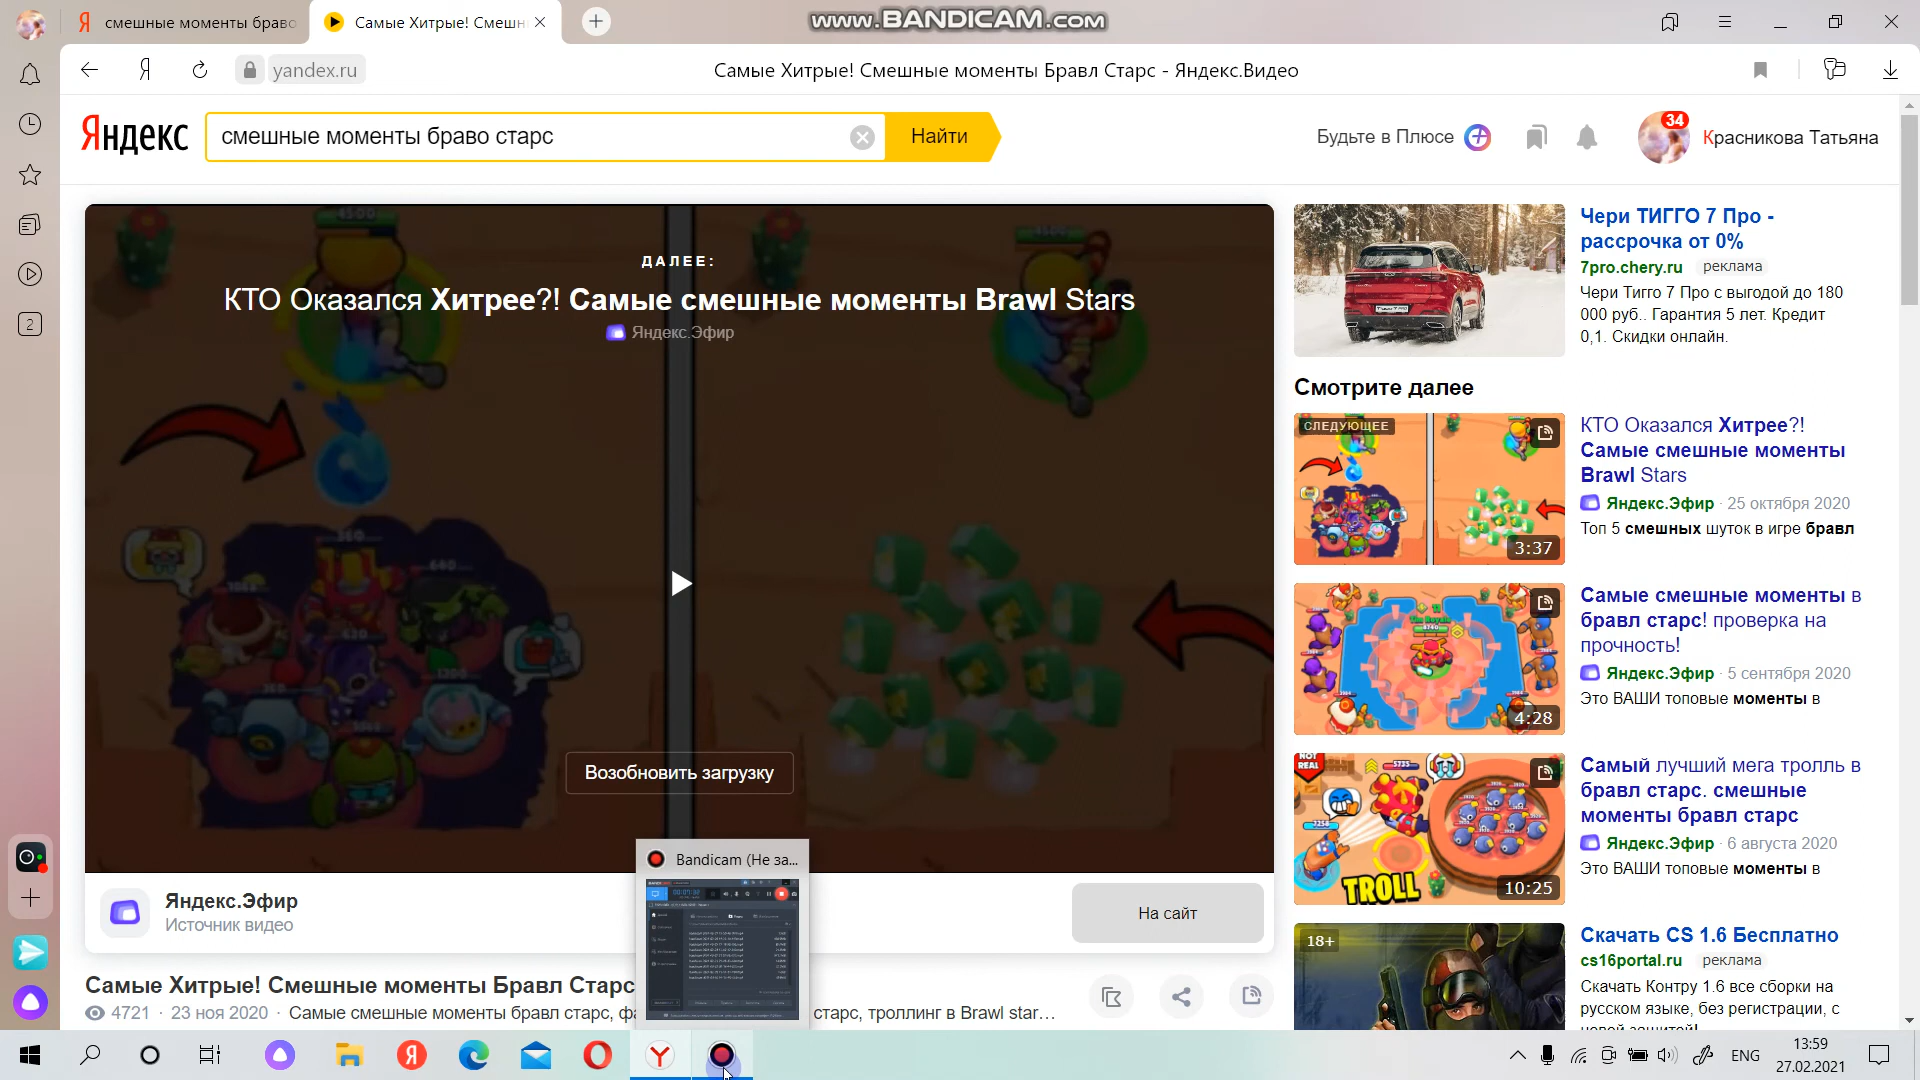 смешные моменты браво
Самые Хитрые! Смешн
www.BANDICAM.com
yandex.ru
Самые Хитрые! Смешные моменты Бравл Старс - Яндекс.Видео
Яндекс
смешные моменты браво старс
Найти
Будьте в Плюсе
34
Красникова Татьяна
2
ДАЛЕЕ:
КТО Оказался Хитрее?! Самые смешные моменты Brawl Stars
Яндекс.Эфир
Возобновить загрузку
Чери ТИГГО 7 Про -
рассрочка от 0%
7pro.chery.ru реклама
Чери Тигго 7 Про с выгодой до 180
000 руб.. Гарантия 5 лет. Кредит
0,1. Скидки онлайн.
Смотрите далее
СЛЕДУЮЩЕЕ
3:37
КТО Оказался Хитрее?!
Самые смешные моменты
Brawl Stars
Яндекс.Эфир · 25 октября 2020
Топ 5 смешных шуток в игре бравл
4:28
Самые смешные моменты в
бравл старс! проверка на
прочность!
Яндекс.Эфир · 5 сентября 2020
Это ВАШИ топовые моменты в
NOT
REAL
TROLL
10:25
Самый лучший мега тролль в
бравл старс. смешные
моменты бравл старс
Яндекс.Эфир · 6 августа 2020
Это ВАШИ топовые моменты в
18+
Скачать CS 1.6 Бесплатно
cs16portal.ru реклама
Скачать Контру 1.6 все сборки на
русском языке, без регистрации, с
новой защитой!
Bandicam (Не за...
Яндекс.Эфир
Источник видео
На сайт
Самые Хитрые! Смешные моменты Бравл Старс
4721 · 23 ноя 2020 · Самые смешные моменты бравл старс, фа
старс, троллинг в Brawl star...
ENG
13:59
27.02.2021